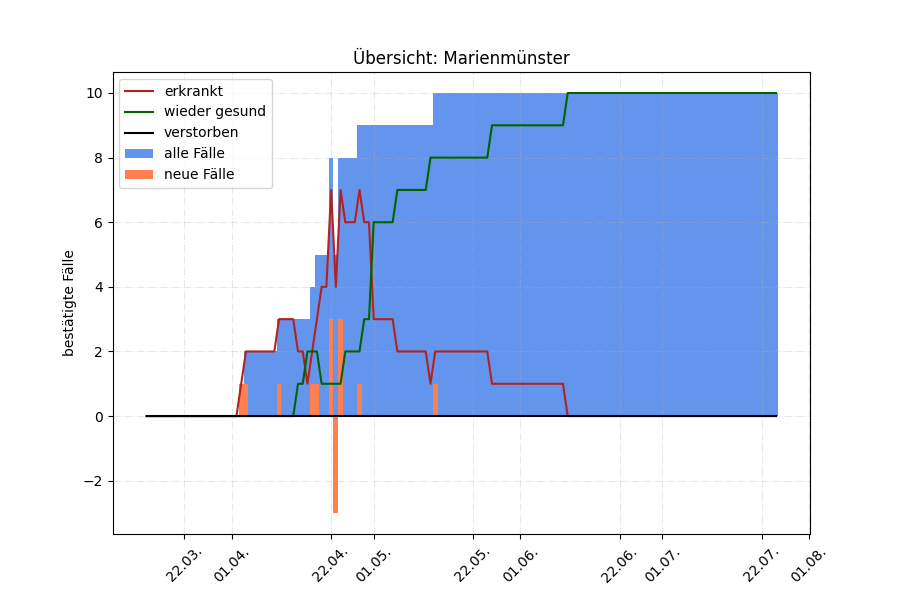 Übersicht: Marienmünster
bestätigte Fälle
10
8
6
4
2
0
−2
erkrankt
wieder gesund
verstorben
alle Fälle
neue Fälle
22.03.
01.04.
22.04.
01.05.
22.05.
01.06.
22.06.
01.07.
22.07.
01.08.